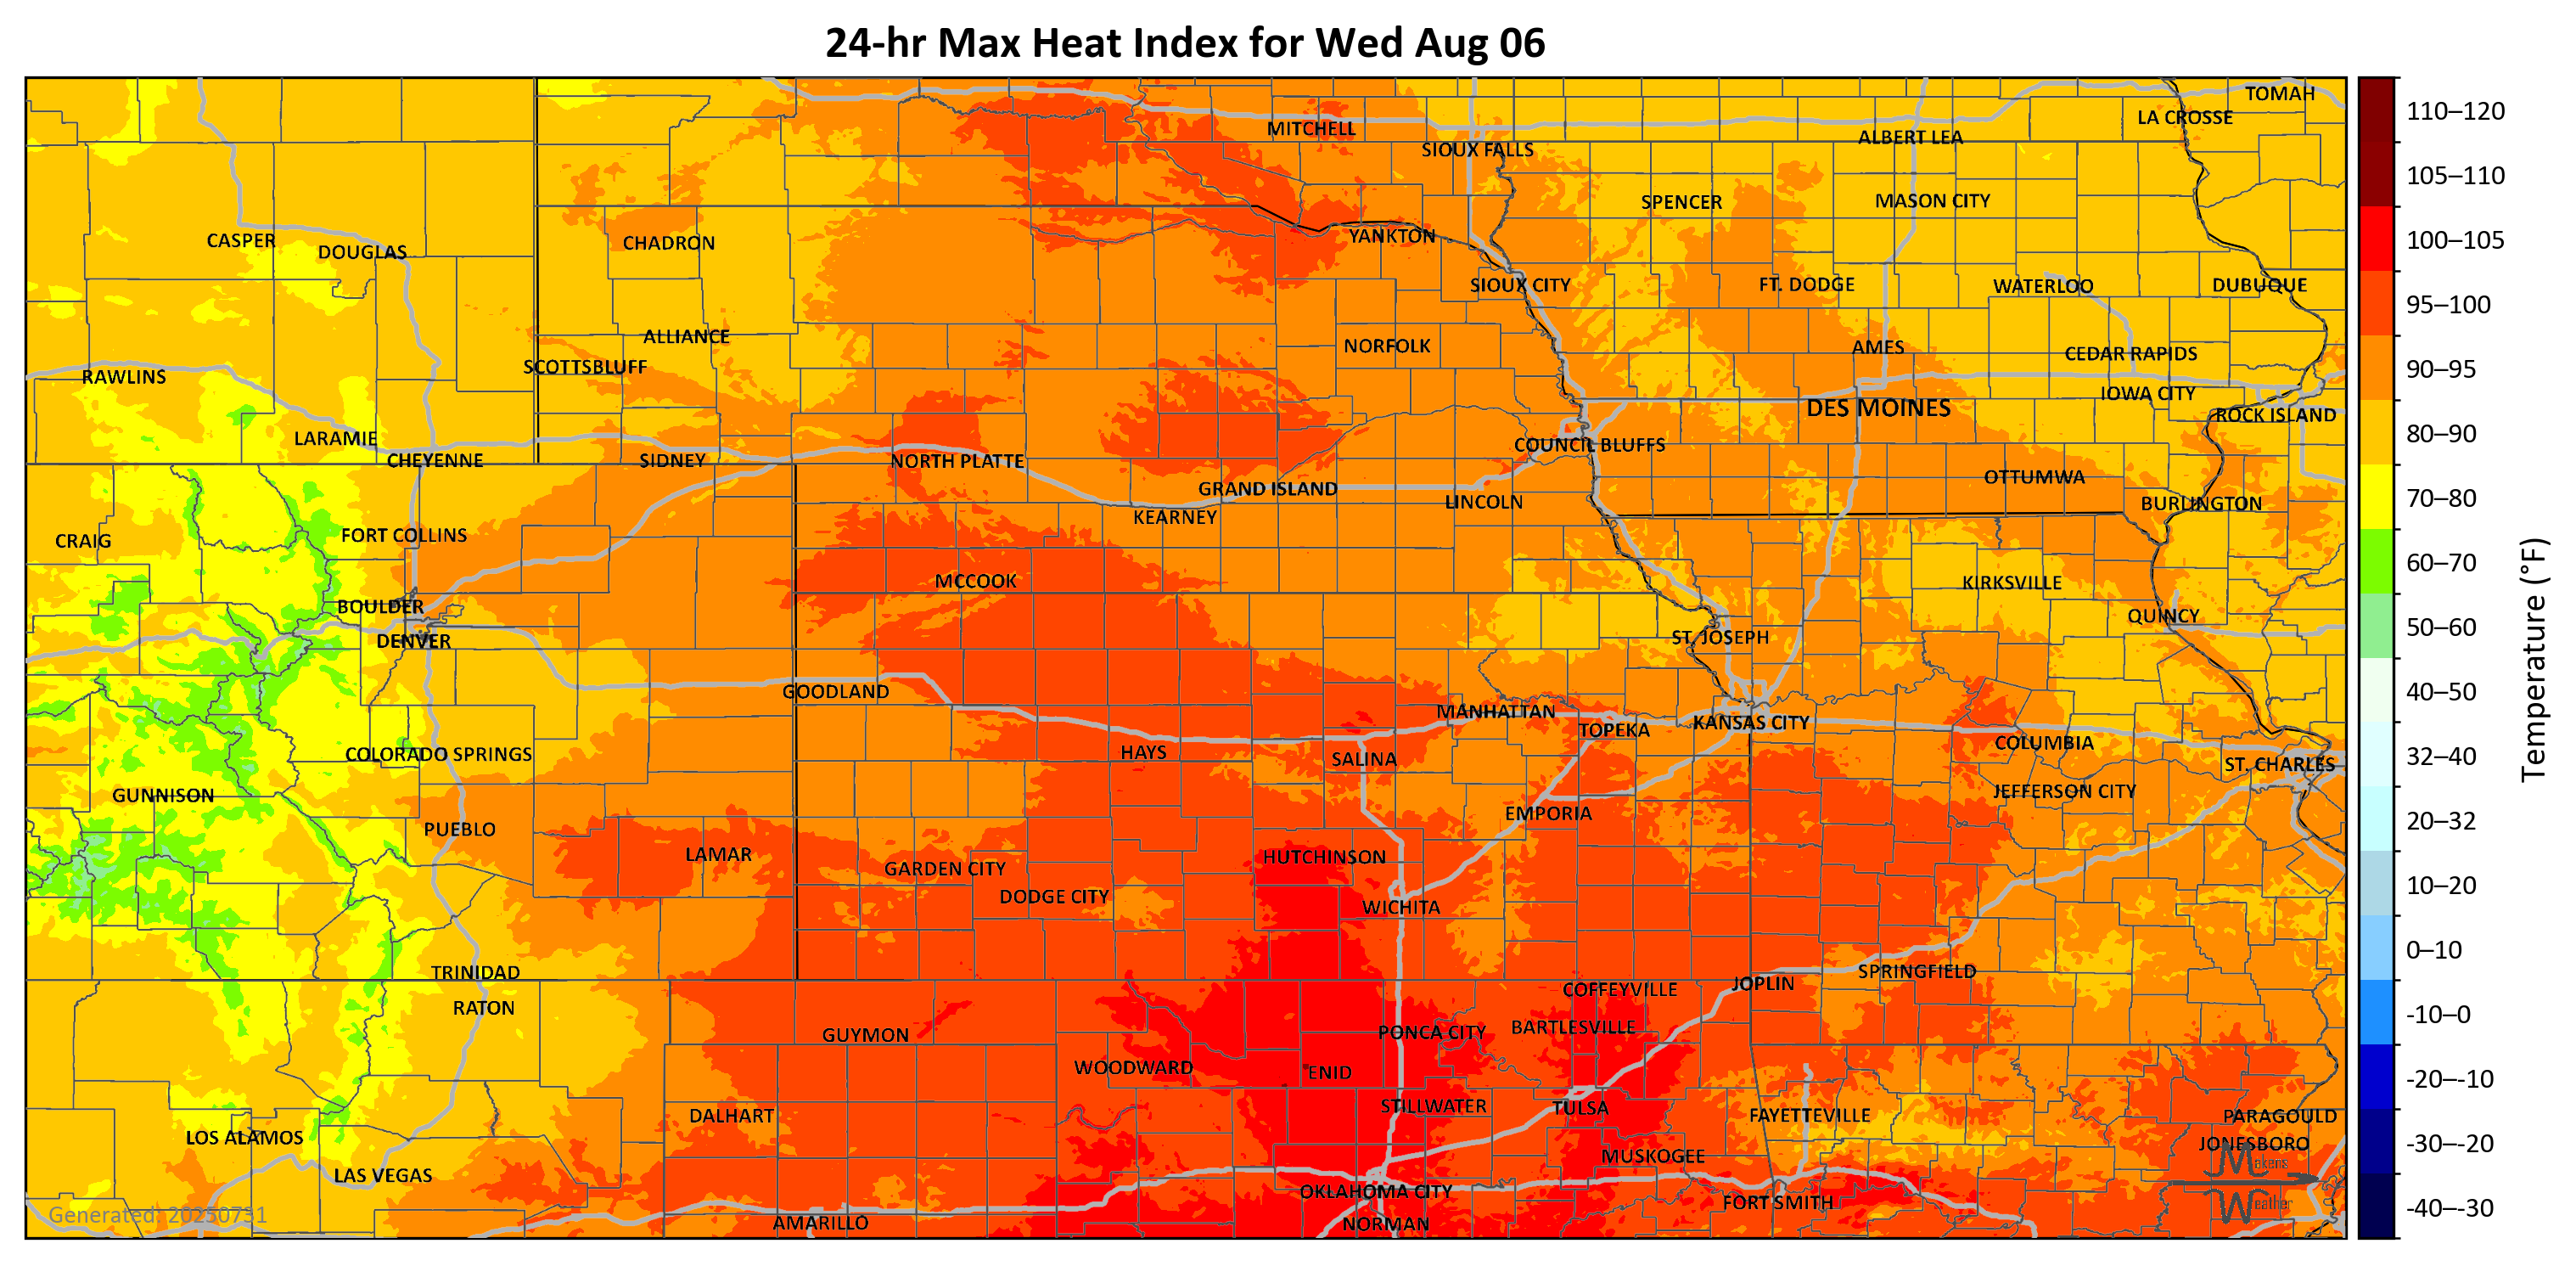 24-hr Max Heat Index for Wed Aug 06
TOMAH
LA CROSSE
MITCHELL
ALBERT LEA
SIOUX FALLS
SPENCER
MASON CITY
CASPER
DOUGLAS
CHADRON
YANKTON
SIOUX CITY
FT. DODGE
WATERLOO
DUBUQUE
ALLIANCE
NORFOLK
AMES
CEDAR RAPIDS
SCOTTSBLUFF
RAWLINS
IOWA CITY
DES MOINES
ROCK ISLAND
LARAMIE
COUNCIL BLUFFS
CHEYENNE
SIDNEY
NORTH PLATTE
OTTUMWA
GRAND ISLAND
LINCOLN
BURLINGTON
KEARNEY
CRAIG
FORT COLLINS
MCCOOK
KIRKSVILLE
BOULDER
QUINCY
DENVER
ST. JOSEPH
GOODLAND
MANHATTAN
TOPEKA
KANSAS CITY
COLUMBIA
COLORADO SPRINGS
HAYS
SALINA
ST. CHARLES
GUNNISON
JEFFERSON CITY
EMPORIA
PUEBLO
LAMAR
HUTCHINSON
GARDEN CITY
DODGE CITY
WICHITA
TRINIDAD
SPRINGFIELD
JOPLIN
COFFEYVILLE
RATON
GUYMON
PONCA CITY
BARTLESVILLE
WOODWARD
ENID
STILLWATER
TULSA
DALHART
FAYETTEVILLE
PARAGOULD
LOS ALAMOS
JONESBORO
MUSKOGEE
LAS VEGAS
OKLAHOMA CITY
FORT SMITH
AMARILLO
NORMAN
Generated: 20250731
Makens
Weather
110–120
105–110
100–105
95–100
90–95
80–90
70–80
60–70
50–60
40–50
32–40
20–32
10–20
0–10
-10–0
-20–-10
-30–-20
-40–-30
Temperature (°F)